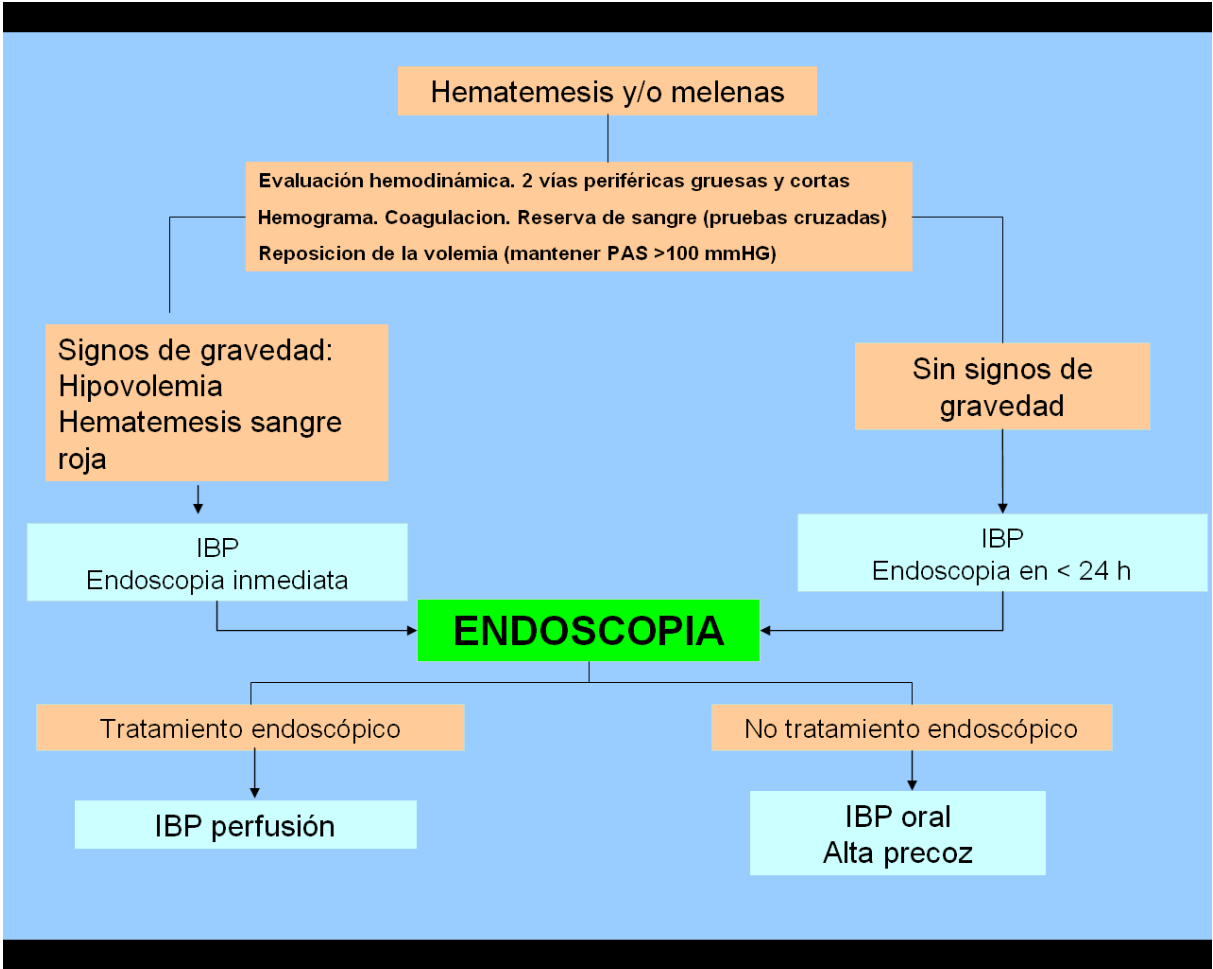 Hematemesis y/o melenas
Evaluación hemodinámica. 2 vías periféricas gruesas y cortas
Hemograma. Coagulacion. Reserva de sangre (pruebas cruzadas)
Reposicion de la volemia (mantener PAS >100 mmHG)
Signos de gravedad:
Hipovolemia
Hematemesis sangre
roja
Sin signos de
gravedad
IBP
Endoscopia inmediata
IBP
Endoscopia en < 24 h
ENDOSCOPIA
Tratamiento endoscópico
No tratamiento endoscópico
IBP perfusión
IBP oral
Alta precoz